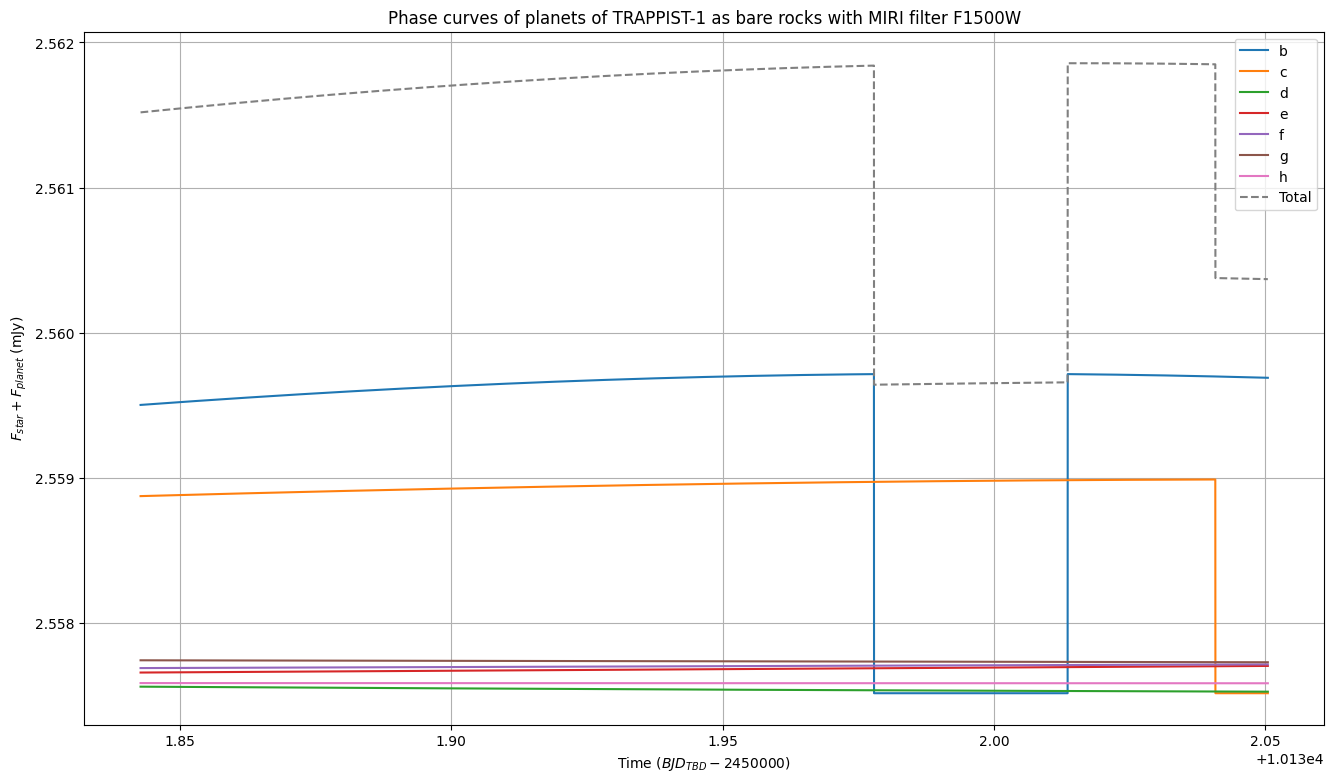 Phase curves of planets of TRAPPIST-1 as bare rocks with MIRI filter F1500W
2.562
2.561
2.560
2.559
2.558
F_star + F_planet (mJy)
b
c
d
e
f
g
h
Total
1.85
1.90
1.95
2.00
2.05
+1.013e4
Time (BJD_TBD − 2450000)